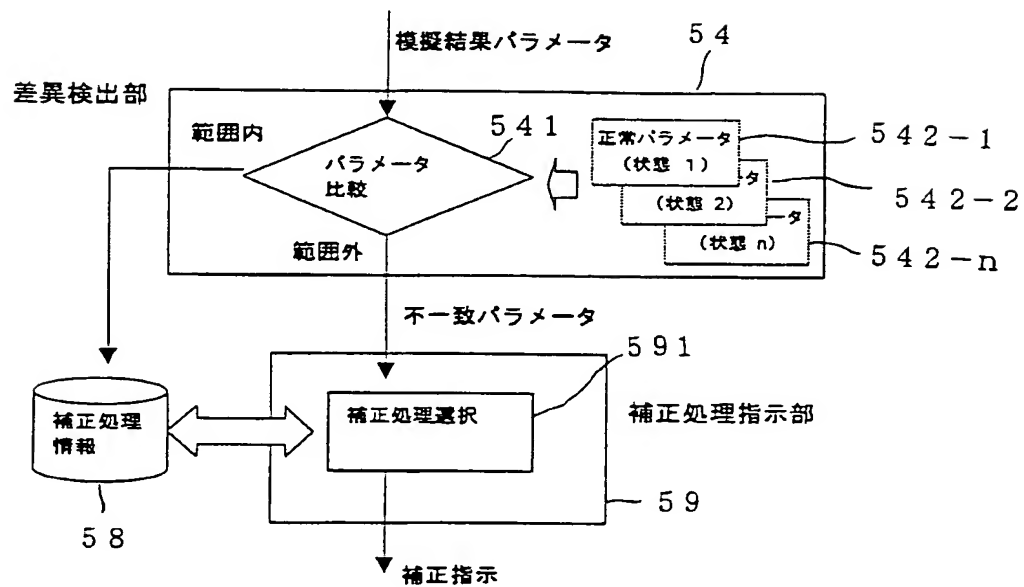 模擬結果パラメータ
54
差異検出部
範囲内
541
パラメータ
比較
正常パラメータ
(状態 1)
542-1
タ
(状態 2)
542-2
タ
(状態 n)
542-n
範囲外
不一致パラメータ
591
補正処理
情報
補正処理選択
補正処理指示部
58
59
補正指示